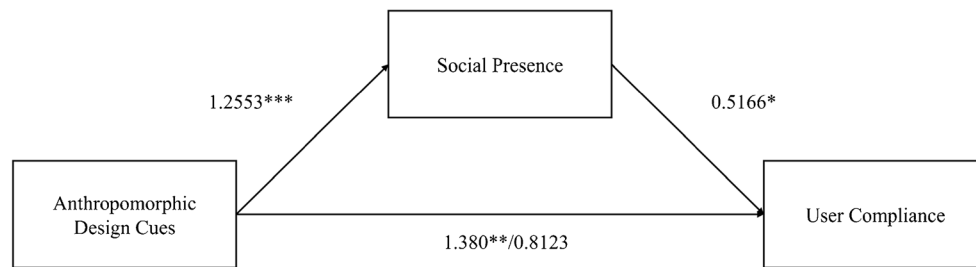 Social Presence
1.2553***
0.5166*
Anthropomorphic
Design Cues
User Compliance
1.380**/0.8123